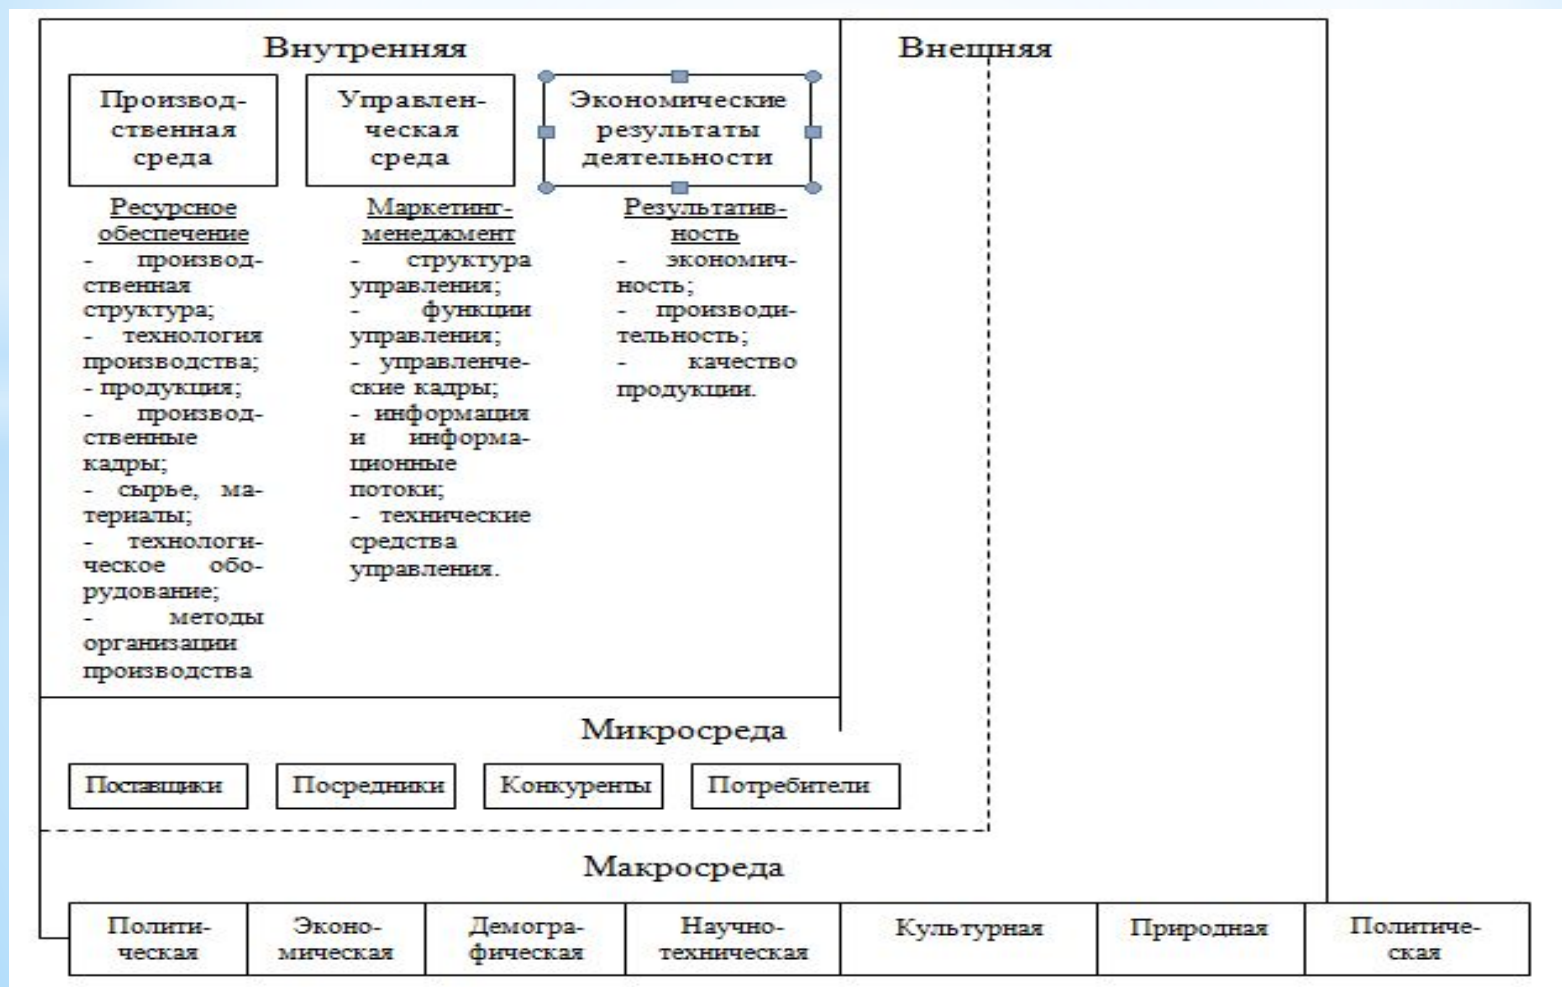 Внутренняя
Внешняя
Производ-
ственная
среда
Управлен-
ческая
среда
Экономические
результаты
деятельности
Ресурсное
обеспечение
- производ-
ственная
структура;
- технология
производства;
- продукция;
- производ-
ственные
кадры;
- сырье, ма-
териалы;
- технологи-
ческое обо-
рудование;
- методы
организации
производства
Маркетинг-
менеджмент
- структура
управления;
- функции
управления;
- управленче-
ские кадры;
- информация
и информа-
ционные
потоки;
- технические
средства
управления.
Результатив-
ность
- экономич-
ность;
- производи-
тельность;
- качество
продукции.
Микросреда
Поставщики
Посредники
Конкуренты
Потребители
Макросреда
Полити-
ческая
Эконо-
мическая
Демогра-
фическая
Научно-
техническая
Культурная
Природная
Политиче-
ская